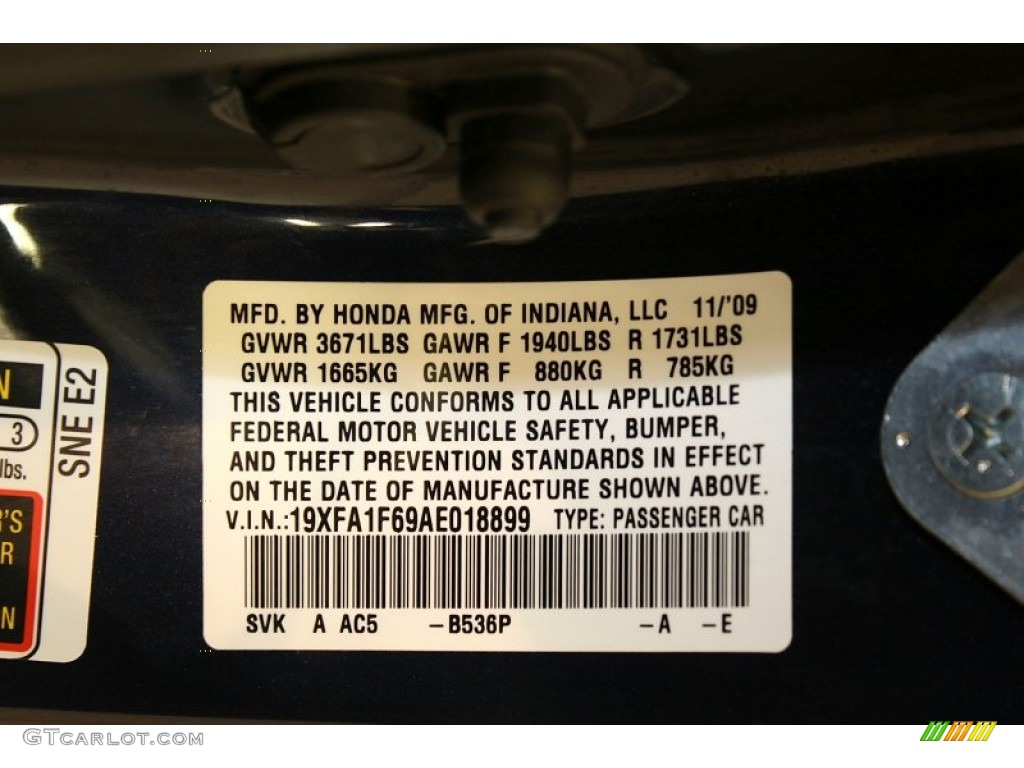 MFD. BY HONDA MFG. OF INDIANA, LLC 11/'09
GVWR 3671LBS GAWR F 1940LBS R 1731LBS
GVWR 1665KG GAWR F 880KG R 785KG
THIS VEHICLE CONFORMS TO ALL APPLICABLE
FEDERAL MOTOR VEHICLE SAFETY, BUMPER,
AND THEFT PREVENTION STANDARDS IN EFFECT
ON THE DATE OF MANUFACTURE SHOWN ABOVE.
V.I.N.:19XFA1F69AE018899 TYPE: PASSENGER CAR
SVK A AC5 -B536P -A -E
SNE E2
N
3
lbs.
R'S
R
N
GTCARLOT.COM